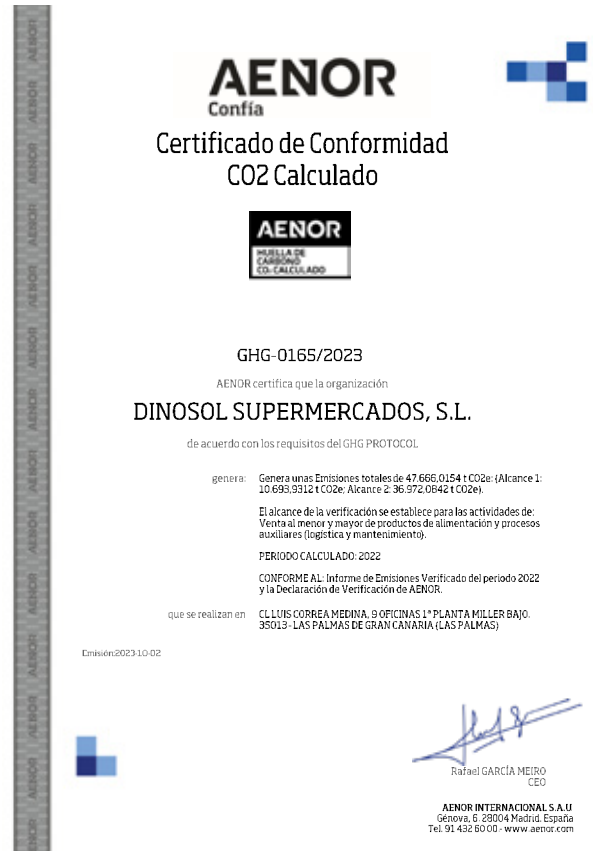 AENOR
Confía
Certificado de Conformidad
CO2 Calculado
AENOR
HUELLA DE
CARBONO
CO₂ CALCULADO
GHG-0165/2023
AENOR certifica que la organización
DINOSOL SUPERMERCADOS, S.L.
de acuerdo con los requisitos del GHG PROTOCOL
genera: Genera unas Emisiones totales de 47.666,0154 t CO2e: (Alcance 1:
10.693,9312 t CO2e; Alcance 2: 36.972,0842 t CO2e).
El alcance de la verificación se establece para las actividades de:
Venta al menor y mayor de productos de alimentación y procesos
auxiliares (logística y mantenimiento).
PERIODO CALCULADO: 2022
CONFORME AL: Informe de Emisiones Verificado del periodo 2022
y la Declaración de Verificación de AENOR.
que se realizan en CL LUIS CORREA MEDINA, 9 OFICINAS 1ª PLANTA MILLER BAJO.
35013 - LAS PALMAS DE GRAN CANARIA (LAS PALMAS)
Emisión:2023-10-02
Rafael GARCÍA MEIRO
CEO
AENOR INTERNACIONAL S.A.U.
Génova, 6. 28004 Madrid. España
Tel. 91 432 60 00.- www.aenor.com